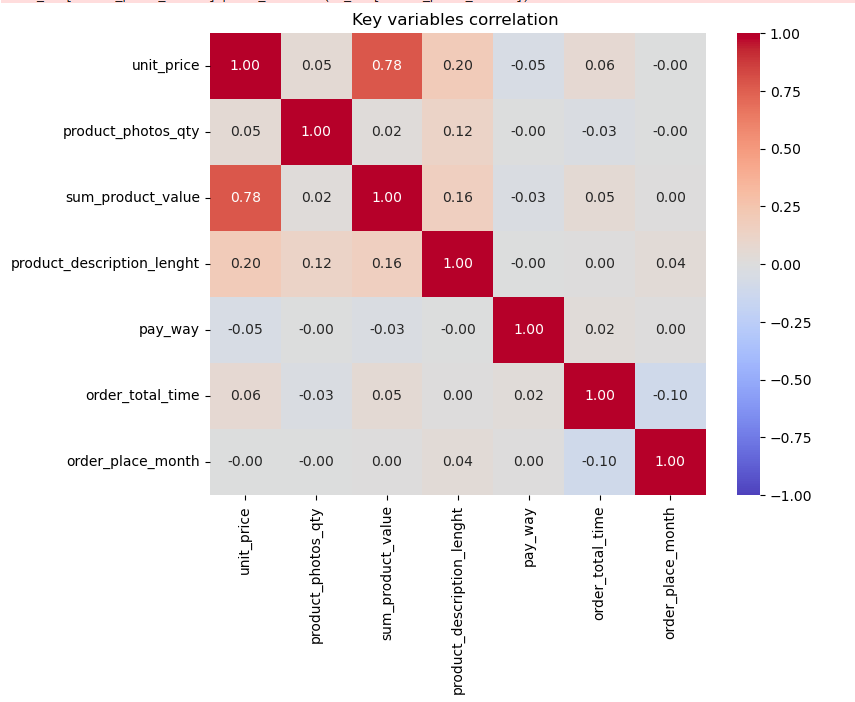 Key variables correlation
unit_price 1.00 0.05 0.78 0.20 -0.05 0.06 -0.00
product_photos_qty 0.05 1.00 0.02 0.12 -0.00 -0.03 -0.00
sum_product_value 0.78 0.02 1.00 0.16 -0.03 0.05 0.00
product_description_lenght 0.20 0.12 0.16 1.00 -0.00 0.00 0.04
pay_way -0.05 -0.00 -0.03 -0.00 1.00 0.02 0.00
order_total_time 0.06 -0.03 0.05 0.00 0.02 1.00 -0.10
order_place_month -0.00 -0.00 0.00 0.04 0.00 -0.10 1.00
unit_price
product_photos_qty
sum_product_value
product_description_lenght
pay_way
order_total_time
order_place_month
1.00
0.75
0.50
0.25
0.00
−0.25
−0.50
−0.75
−1.00